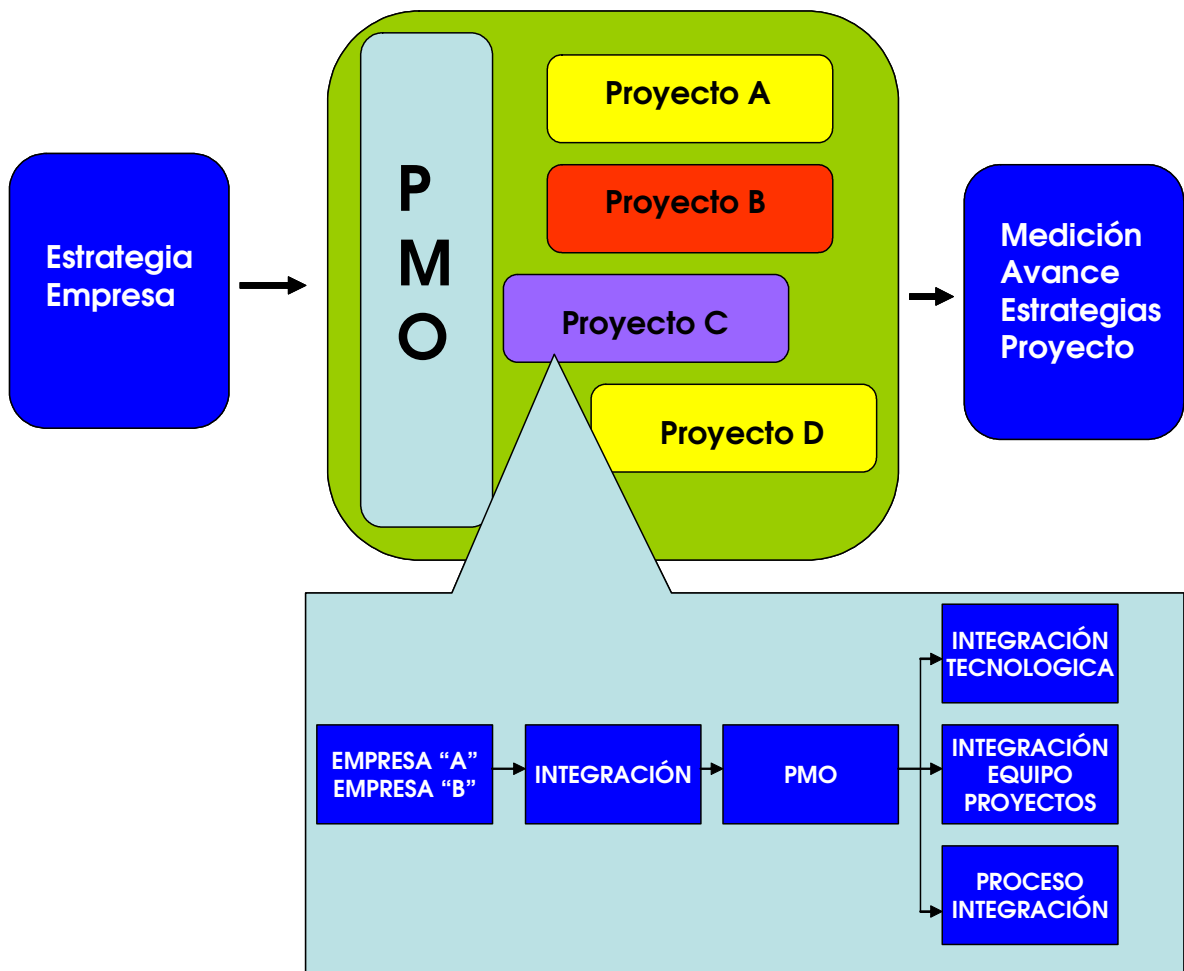 Estrategia
Empresa
P
M
O
Proyecto A
Proyecto B
Proyecto C
Proyecto D
Medición
Avance
Estrategias
Proyecto
EMPRESA “A”
EMPRESA “B”
INTEGRACIÓN
PMO
INTEGRACIÓN
TECNOLOGICA
INTEGRACIÓN
EQUIPO
PROYECTOS
PROCESO
INTEGRACIÓN